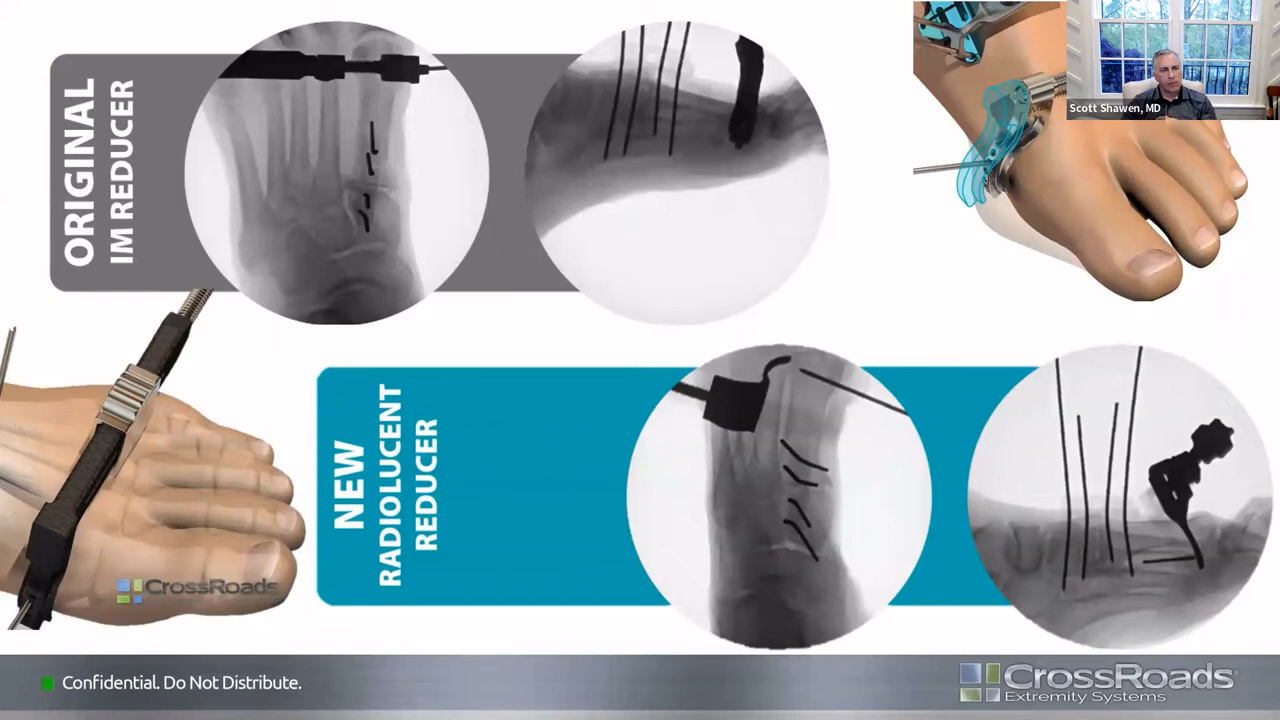 ORIGINAL
IM REDUCER
Scott Shawen, MD
NEW
RADIOLUCENT
REDUCER
CrossRoads
Confidential. Do Not Distribute.
CrossRoads
Extremity Systems